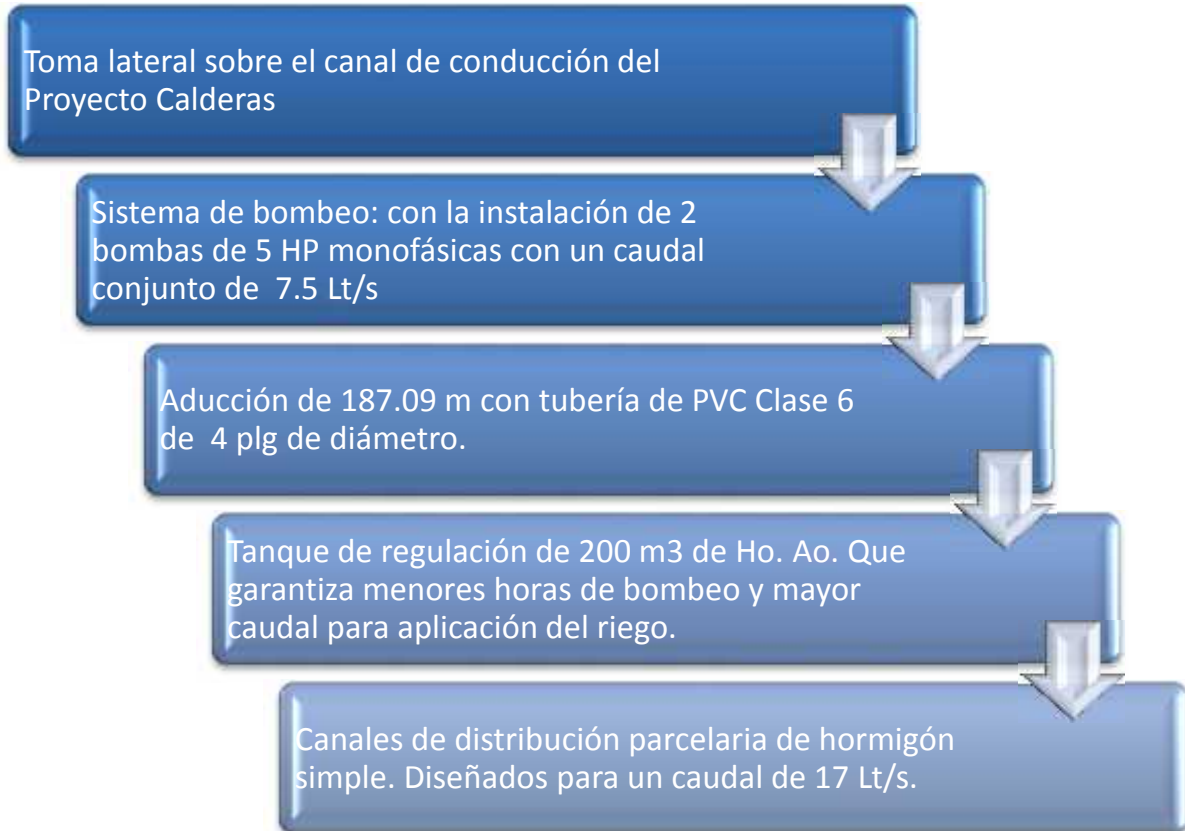 Toma lateral sobre el canal de conducción del
Proyecto Calderas
Sistema de bombeo: con la instalación de 2
bombas de 5 HP monofásicas con un caudal
conjunto de 7.5 Lt/s
Aducción de 187.09 m con tubería de PVC Clase 6
de 4 plg de diámetro.
Tanque de regulación de 200 m3 de Ho. Ao. Que
garantiza menores horas de bombeo y mayor
caudal para aplicación del riego.
Canales de distribución parcelaria de hormigón
simple. Diseñados para un caudal de 17 Lt/s.